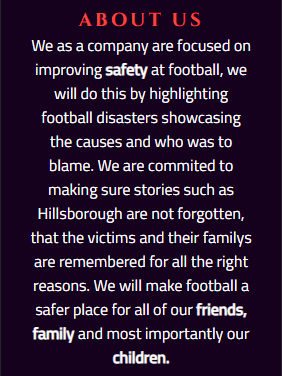 ABOUT US
We as a company are focused on
improving safety at football, we
will do this by highlighting
football disasters showcasing
the causes and who was to
blame. We are commited to
making sure stories such as
Hillsborough are not forgotten,
that the victims and their familys
are remembered for all the right
reasons. We will make football a
safer place for all of our friends,
family and most importantly our
children.